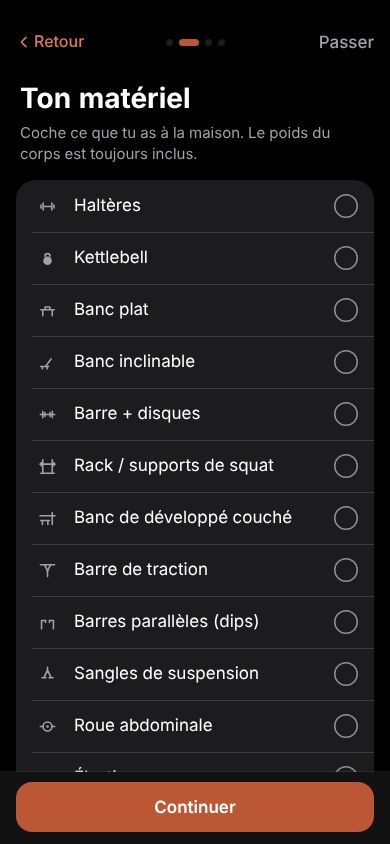 Retour
Passer
Ton matériel
Coche ce que tu as à la maison. Le poids du
corps est toujours inclus.
Haltères
Kettlebell
Banc plat
Banc inclinable
Barre + disques
Rack / supports de squat
Banc de développé couché
Barre de traction
Barres parallèles (dips)
Sangles de suspension
Roue abdominale
Continuer